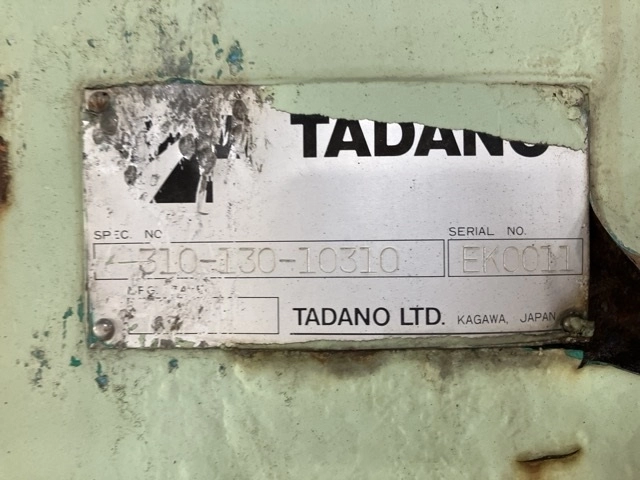 TADANO
SPEC. NO.
SERIAL NO.
-310-130-10310
EK0011
TADANO LTD. KAGAWA, JAPAN